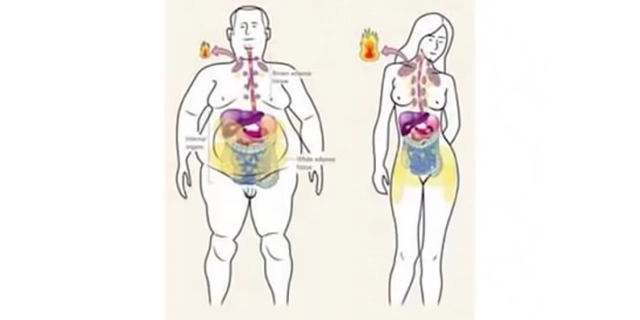 Brown adipose
tissue
Internal
organs
White adipose
tissue